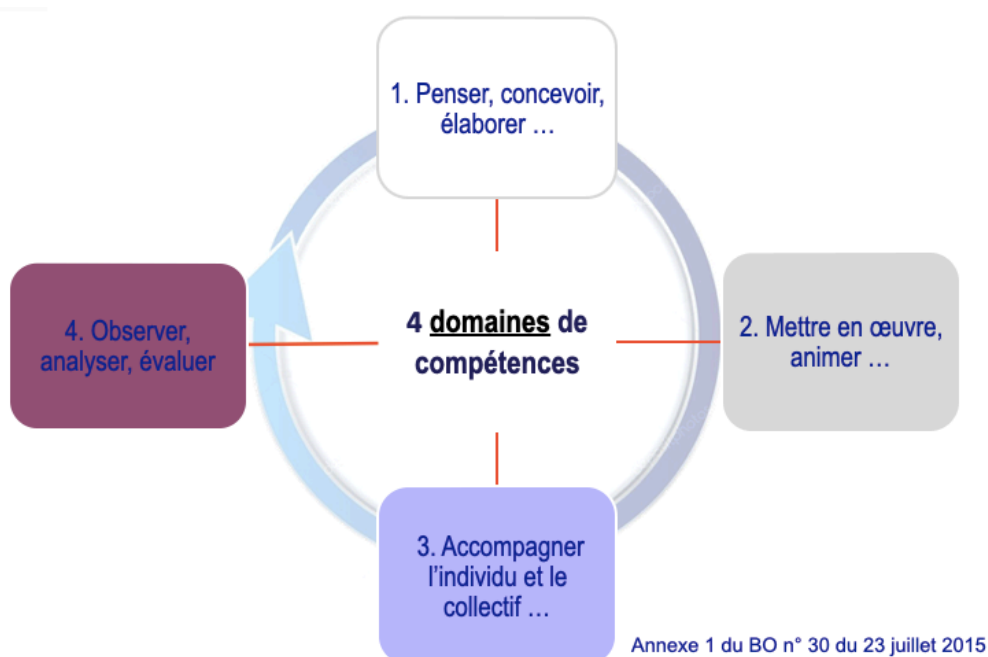 1. Penser, concevoir,
élaborer …
4. Observer,
analyser, évaluer
4 domaines de
compétences
2. Mettre en œuvre,
animer …
3. Accompagner
l’individu et le
collectif …
Annexe 1 du BO n° 30 du 23 juillet 2015